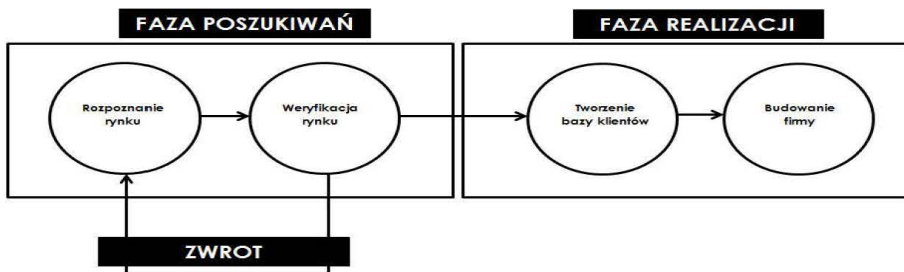 FAZA POSZUKIWAŃ
FAZA REALIZACJI
Rozpoznanie
rynku
Weryfikacja
rynku
Tworzenie
bazy klientów
Budowanie
firmy
ZWROT